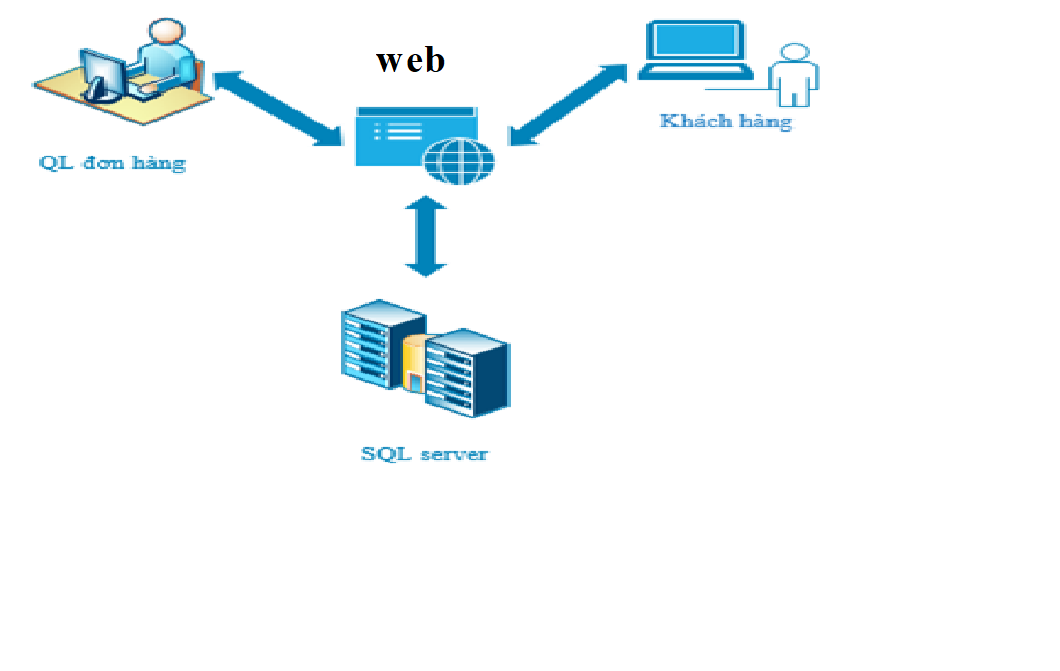 web
Khách hàng
QL đơn hàng
SQL server